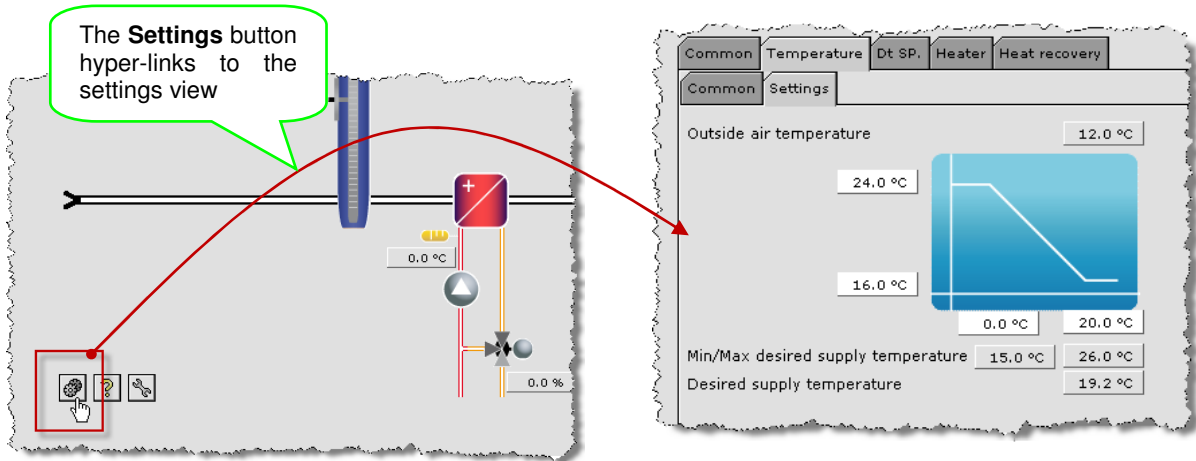 The Settings button
hyper-links to the
settings view
0.0 °C
0.0 %
?
Common Temperature Dt SP. Heater Heat recovery
Common Settings
Outside air temperature 12.0 °C
24.0 °C
16.0 °C
0.0 °C 20.0 °C
Min/Max desired supply temperature 15.0 °C 26.0 °C
Desired supply temperature 19.2 °C